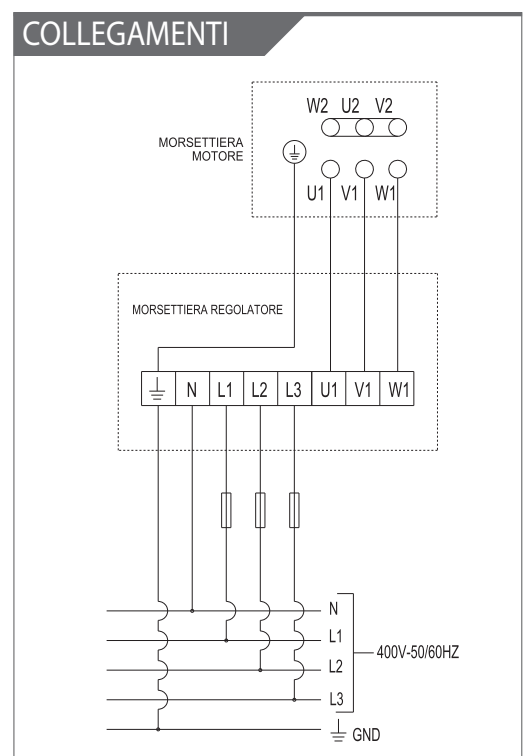 COLLEGAMENTI
W2 U2 V2
MORSETTIERA
MOTORE
U1 V1 W1
MORSETTIERA REGOLATORE
N L1 L2 L3 U1 V1 W1
N
L1
400V-50/60HZ
L2
L3
GND